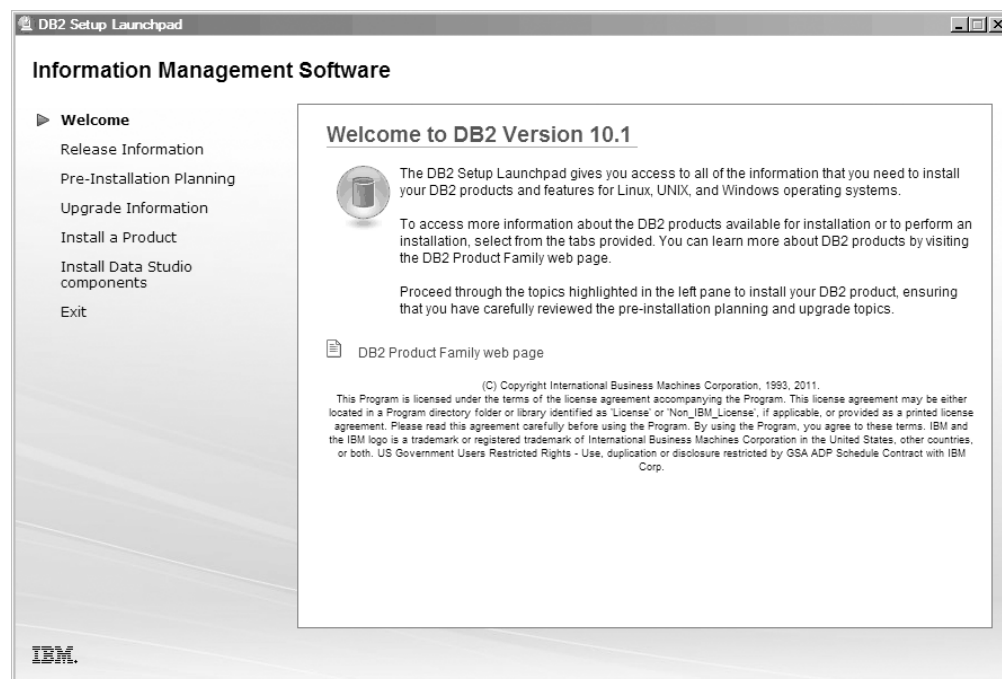 DB2 Setup Launchpad
Information Management Software
Welcome
Release Information
Pre-Installation Planning
Upgrade Information
Install a Product
Install Data Studio
components
Exit
Welcome to DB2 Version 10.1
The DB2 Setup Launchpad gives you access to all of the information that you need to install
your DB2 products and features for Linux, UNIX, and Windows operating systems.
To access more information about the DB2 products available for installation or to perform an
installation, select from the tabs provided. You can learn more about DB2 products by visiting
the DB2 Product Family web page.
Proceed through the topics highlighted in the left pane to install your DB2 product, ensuring
that you have carefully reviewed the pre-installation planning and upgrade topics.
DB2 Product Family web page
(C) Copyright International Business Machines Corporation, 1993, 2011.
This Program is licensed under the terms of the license agreement accompanying the Program. This license agreement may be either
located in a Program directory folder or library identified as 'License' or 'Non_IBM_License', if applicable, or provided as a printed license
agreement. Please read this agreement carefully before using the Program. By using the Program, you agree to these terms. IBM and
the IBM logo is a trademark or registered trademark of International Business Machines Corporation in the United States, other countries,
or both. US Government Users Restricted Rights - Use, duplication or disclosure restricted by GSA ADP Schedule Contract with IBM
Corp.
IBM.